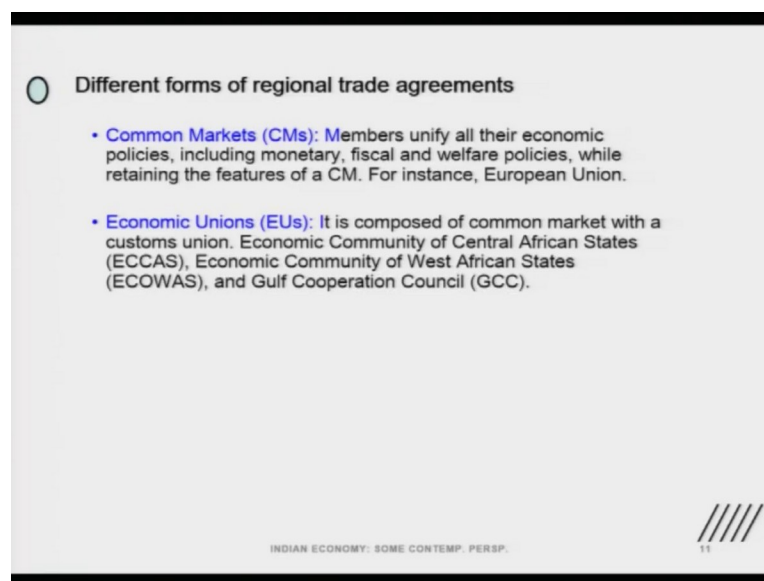 Different forms of regional trade agreements
• Common Markets (CMs): Members unify all their economic
policies, including monetary, fiscal and welfare policies, while
retaining the features of a CM. For instance, European Union.
• Economic Unions (EUs): It is composed of common market with a
customs union. Economic Community of Central African States
(ECCAS), Economic Community of West African States
(ECOWAS), and Gulf Cooperation Council (GCC).
INDIAN ECONOMY: SOME CONTEMP. PERSP.
11